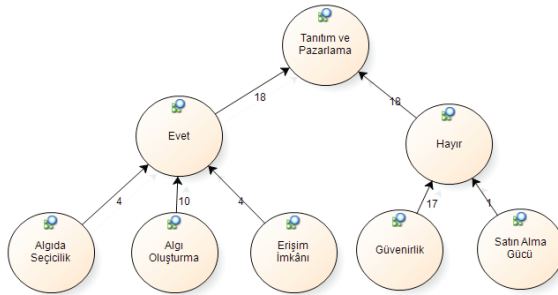 Tanıtım ve
Pazarlama
18
18
Evet
Hayır
4
10
4
17
1
Algıda
Seçicilik
Algı
Oluşturma
Erişim
İmkânı
Güvenirlik
Satın Alma
Gücü